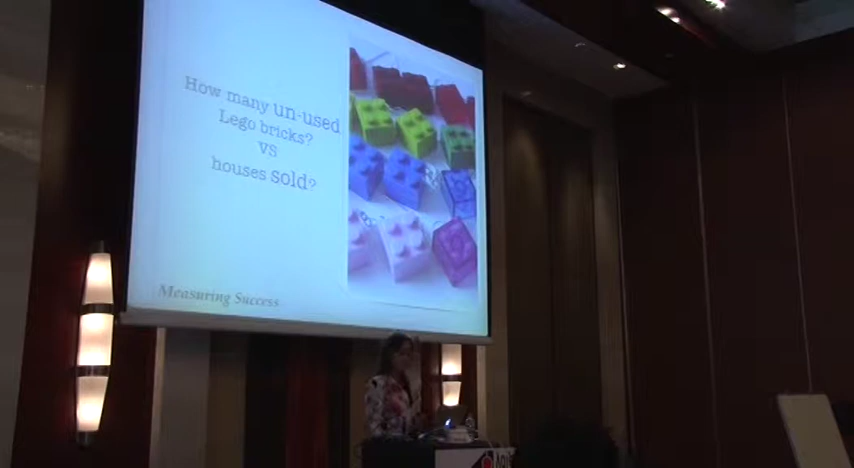 How many un-used
Lego bricks?
VS
houses sold?
Measuring Success